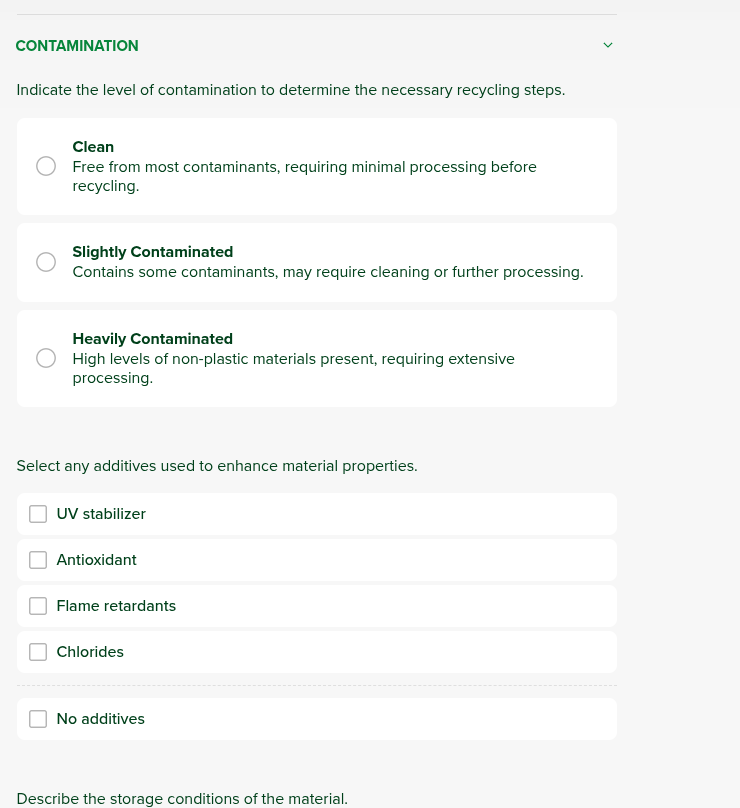 CONTAMINATION
Indicate the level of contamination to determine the necessary recycling steps.
Clean
Free from most contaminants, requiring minimal processing before
recycling.
Slightly Contaminated
Contains some contaminants, may require cleaning or further processing.
Heavily Contaminated
High levels of non-plastic materials present, requiring extensive
processing.
Select any additives used to enhance material properties.
UV stabilizer
Antioxidant
Flame retardants
Chlorides
No additives
Describe the storage conditions of the material.